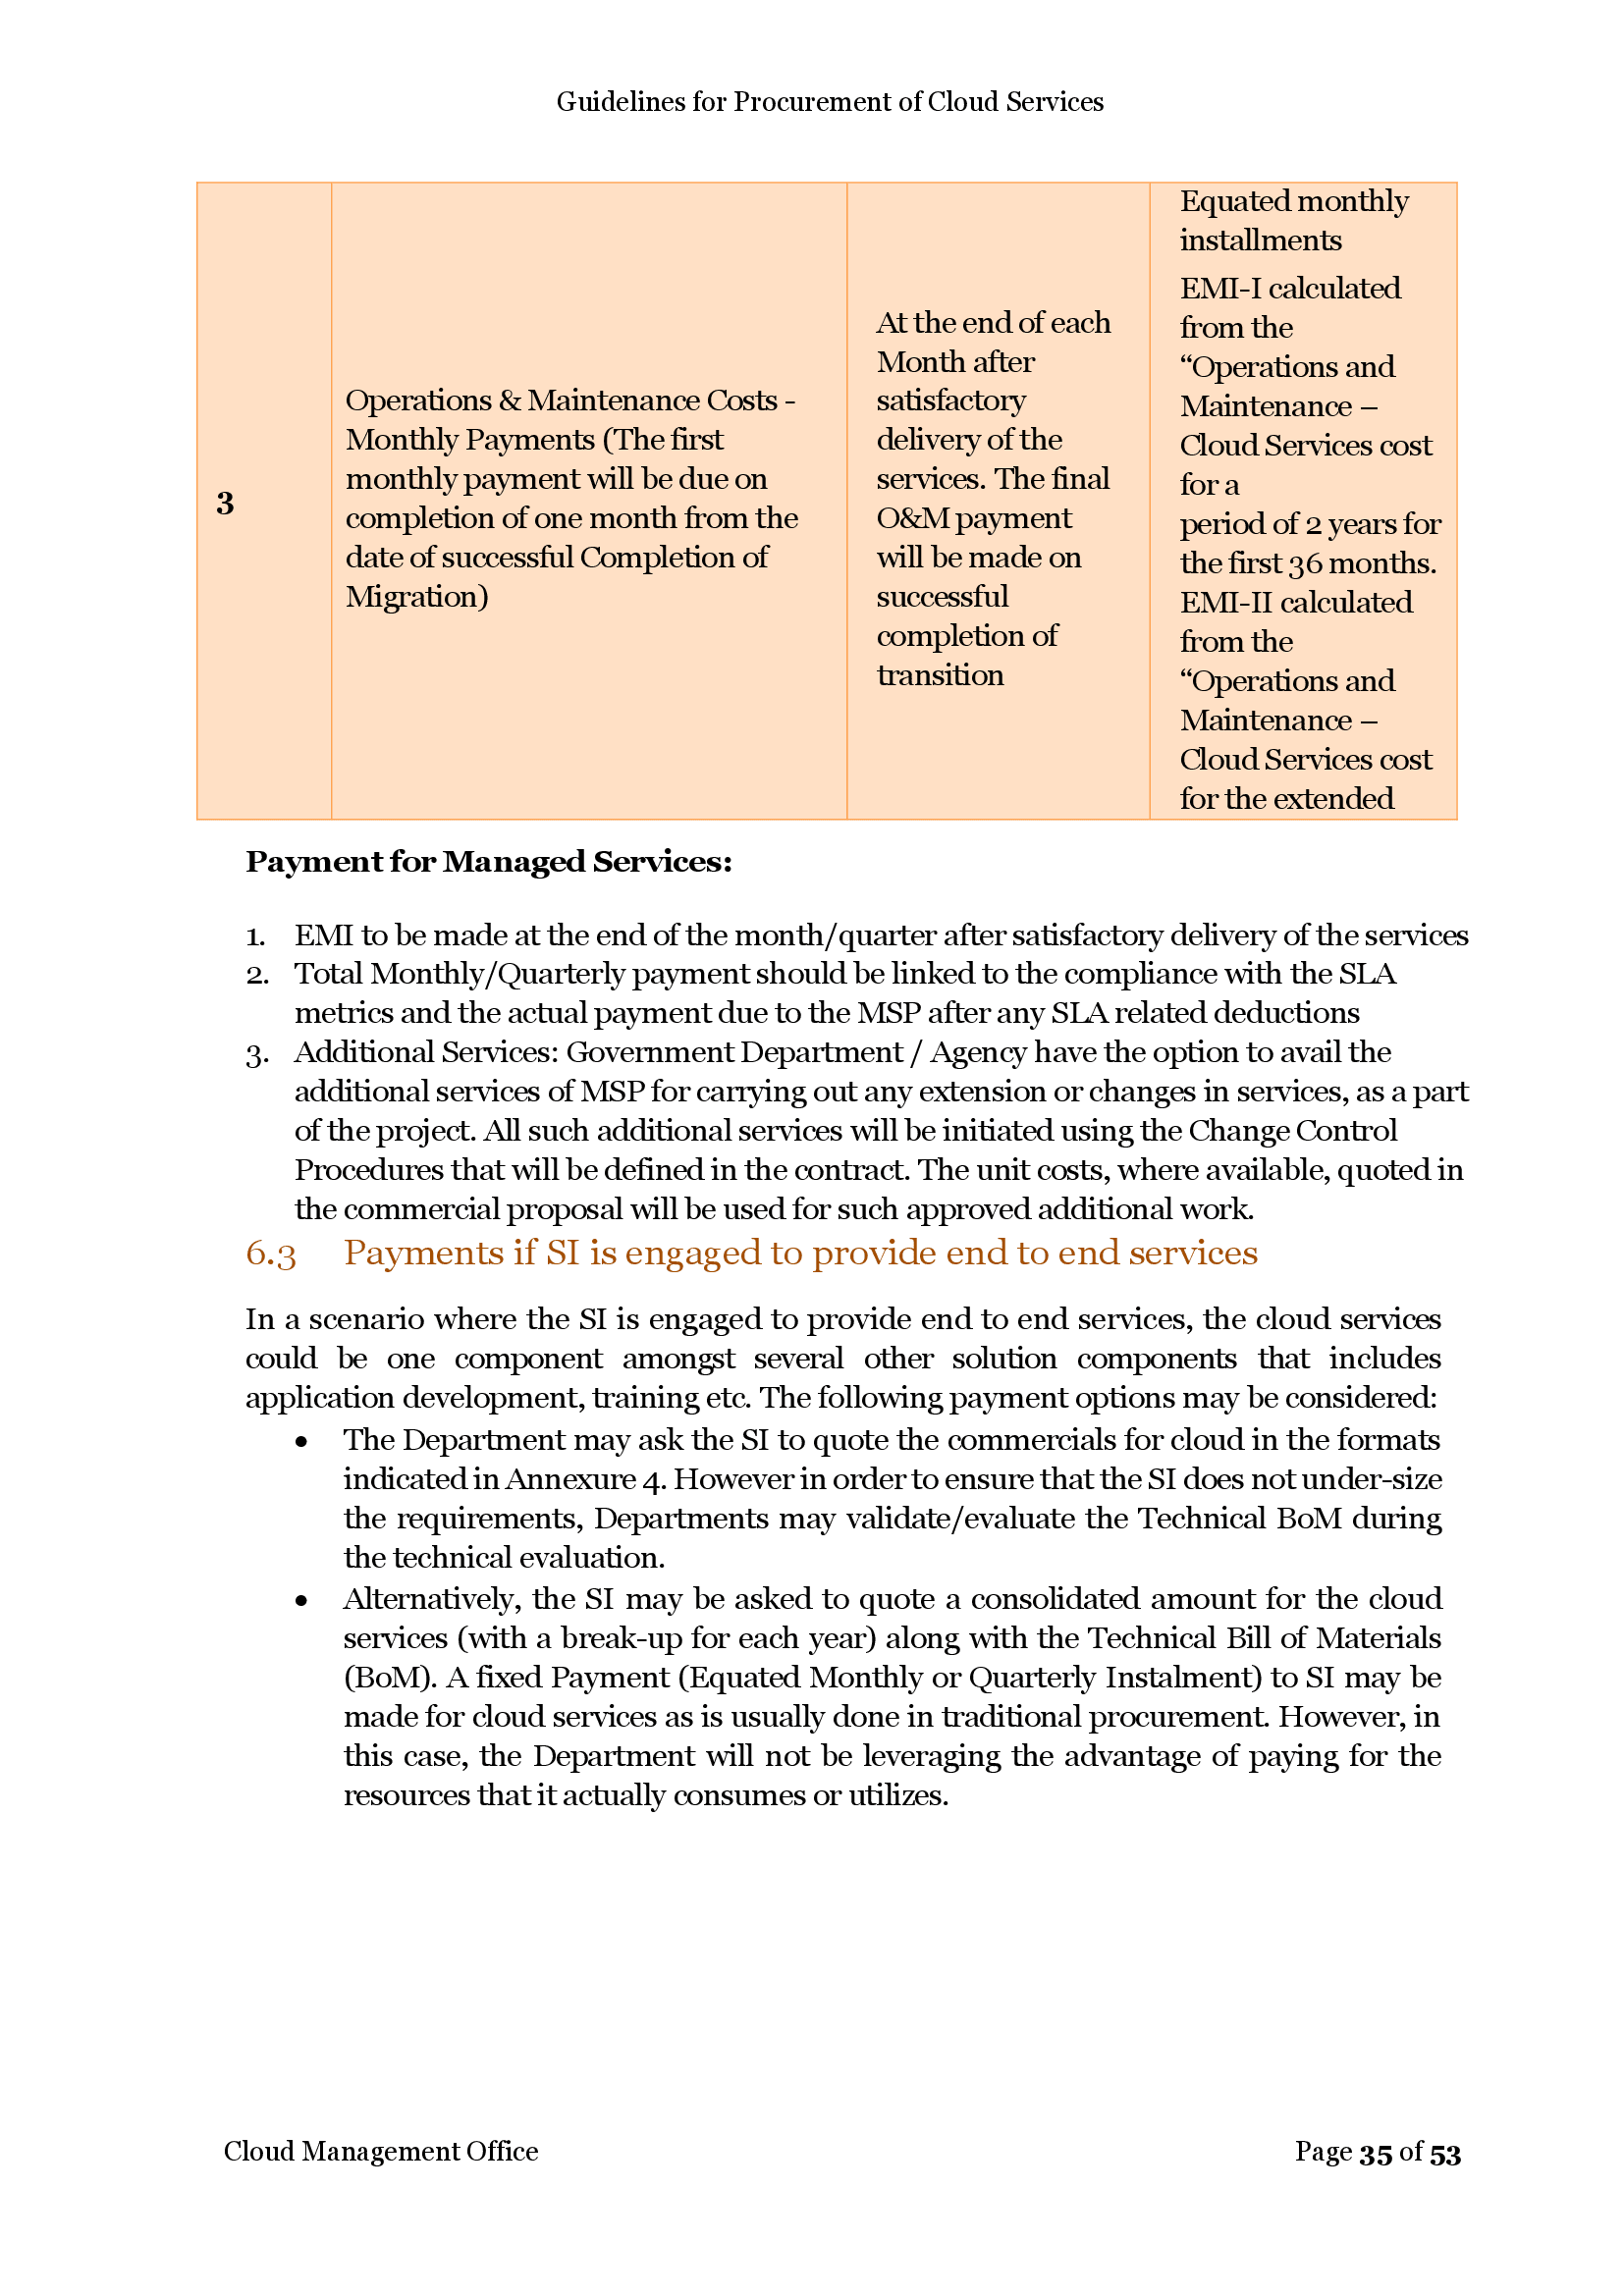 Guidelines for Procurement of Cloud Services
3
Operations & Maintenance Costs -
Monthly Payments (The first
monthly payment will be due on
completion of one month from the
date of successful Completion of
Migration)
At the end of each
Month after
satisfactory
delivery of the
services. The final
O&M payment
will be made on
successful
completion of
transition
Equated monthly
installments
EMI-I calculated
from the
“Operations and
Maintenance –
Cloud Services cost
for a
period of 2 years for
the first 36 months.
EMI-II calculated
from the
“Operations and
Maintenance –
Cloud Services cost
for the extended
Payment for Managed Services:
1. EMI to be made at the end of the month/quarter after satisfactory delivery of the services
2. Total Monthly/Quarterly payment should be linked to the compliance with the SLA
metrics and the actual payment due to the MSP after any SLA related deductions
3. Additional Services: Government Department / Agency have the option to avail the
additional services of MSP for carrying out any extension or changes in services, as a part
of the project. All such additional services will be initiated using the Change Control
Procedures that will be defined in the contract. The unit costs, where available, quoted in
the commercial proposal will be used for such approved additional work.
6.3 Payments if SI is engaged to provide end to end services
In a scenario where the SI is engaged to provide end to end services, the cloud services
could be one component amongst several other solution components that includes
application development, training etc. The following payment options may be considered:
• The Department may ask the SI to quote the commercials for cloud in the formats
indicated in Annexure 4. However in order to ensure that the SI does not under-size
the requirements, Departments may validate/evaluate the Technical BoM during
the technical evaluation.
• Alternatively, the SI may be asked to quote a consolidated amount for the cloud
services (with a break-up for each year) along with the Technical Bill of Materials
(BoM). A fixed Payment (Equated Monthly or Quarterly Instalment) to SI may be
made for cloud services as is usually done in traditional procurement. However, in
this case, the Department will not be leveraging the advantage of paying for the
resources that it actually consumes or utilizes.
Cloud Management Office
Page 35 of 53